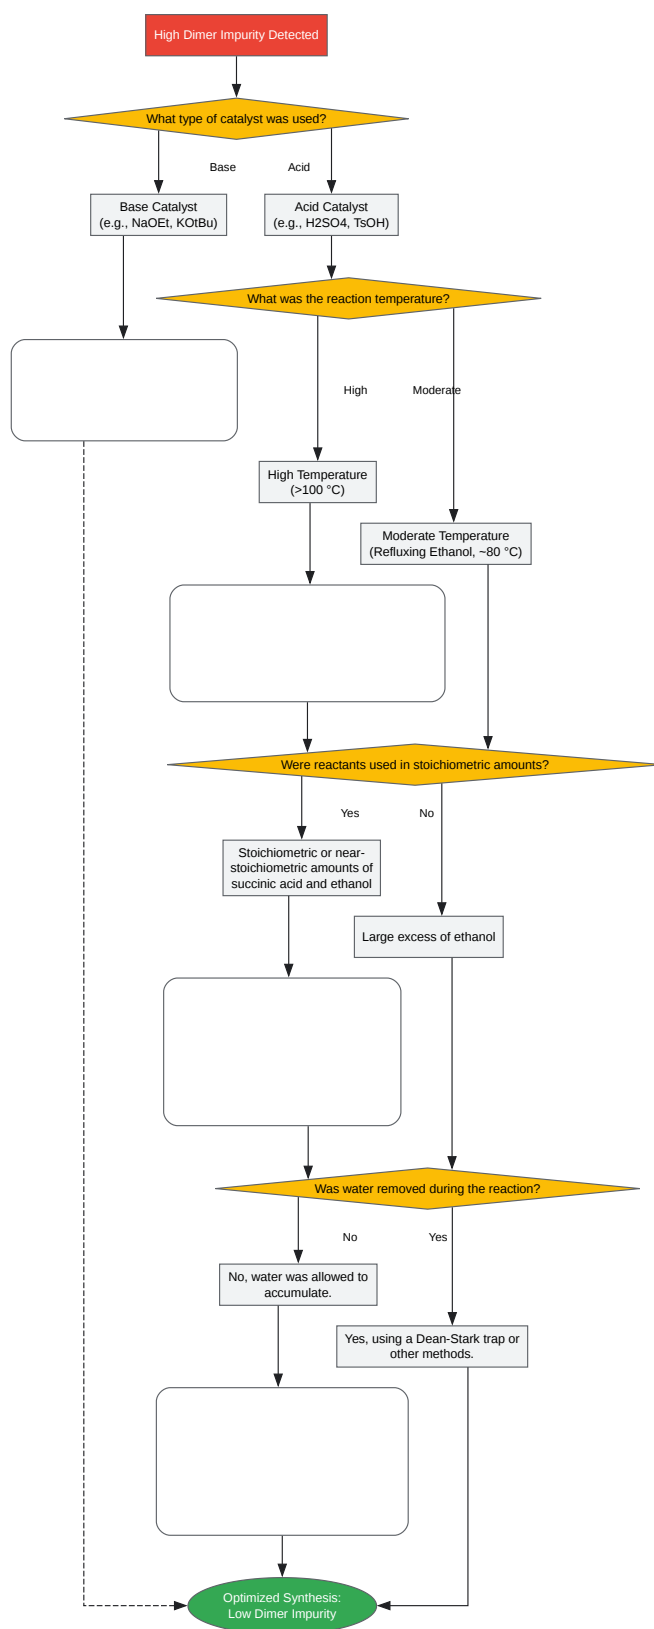 High Dimer Impurity Detected
What type of catalyst was used?
Base
Acid
Base Catalyst
(e.g., NaOEt, KOtBu)
Acid Catalyst
(e.g., H2SO4, TsOH)
What was the reaction temperature?
High
Moderate
High Temperature
(>100 °C)
Moderate Temperature
(Refluxing Ethanol, ~80 °C)
Were reactants used in stoichiometric amounts?
Yes
No
Stoichiometric or near-
stoichiometric amounts of
succinic acid and ethanol
Large excess of ethanol
Was water removed during the reaction?
No
Yes
No, water was allowed to
accumulate.
Yes, using a Dean-Stark trap or
other methods.
Optimized Synthesis:
Low Dimer Impurity